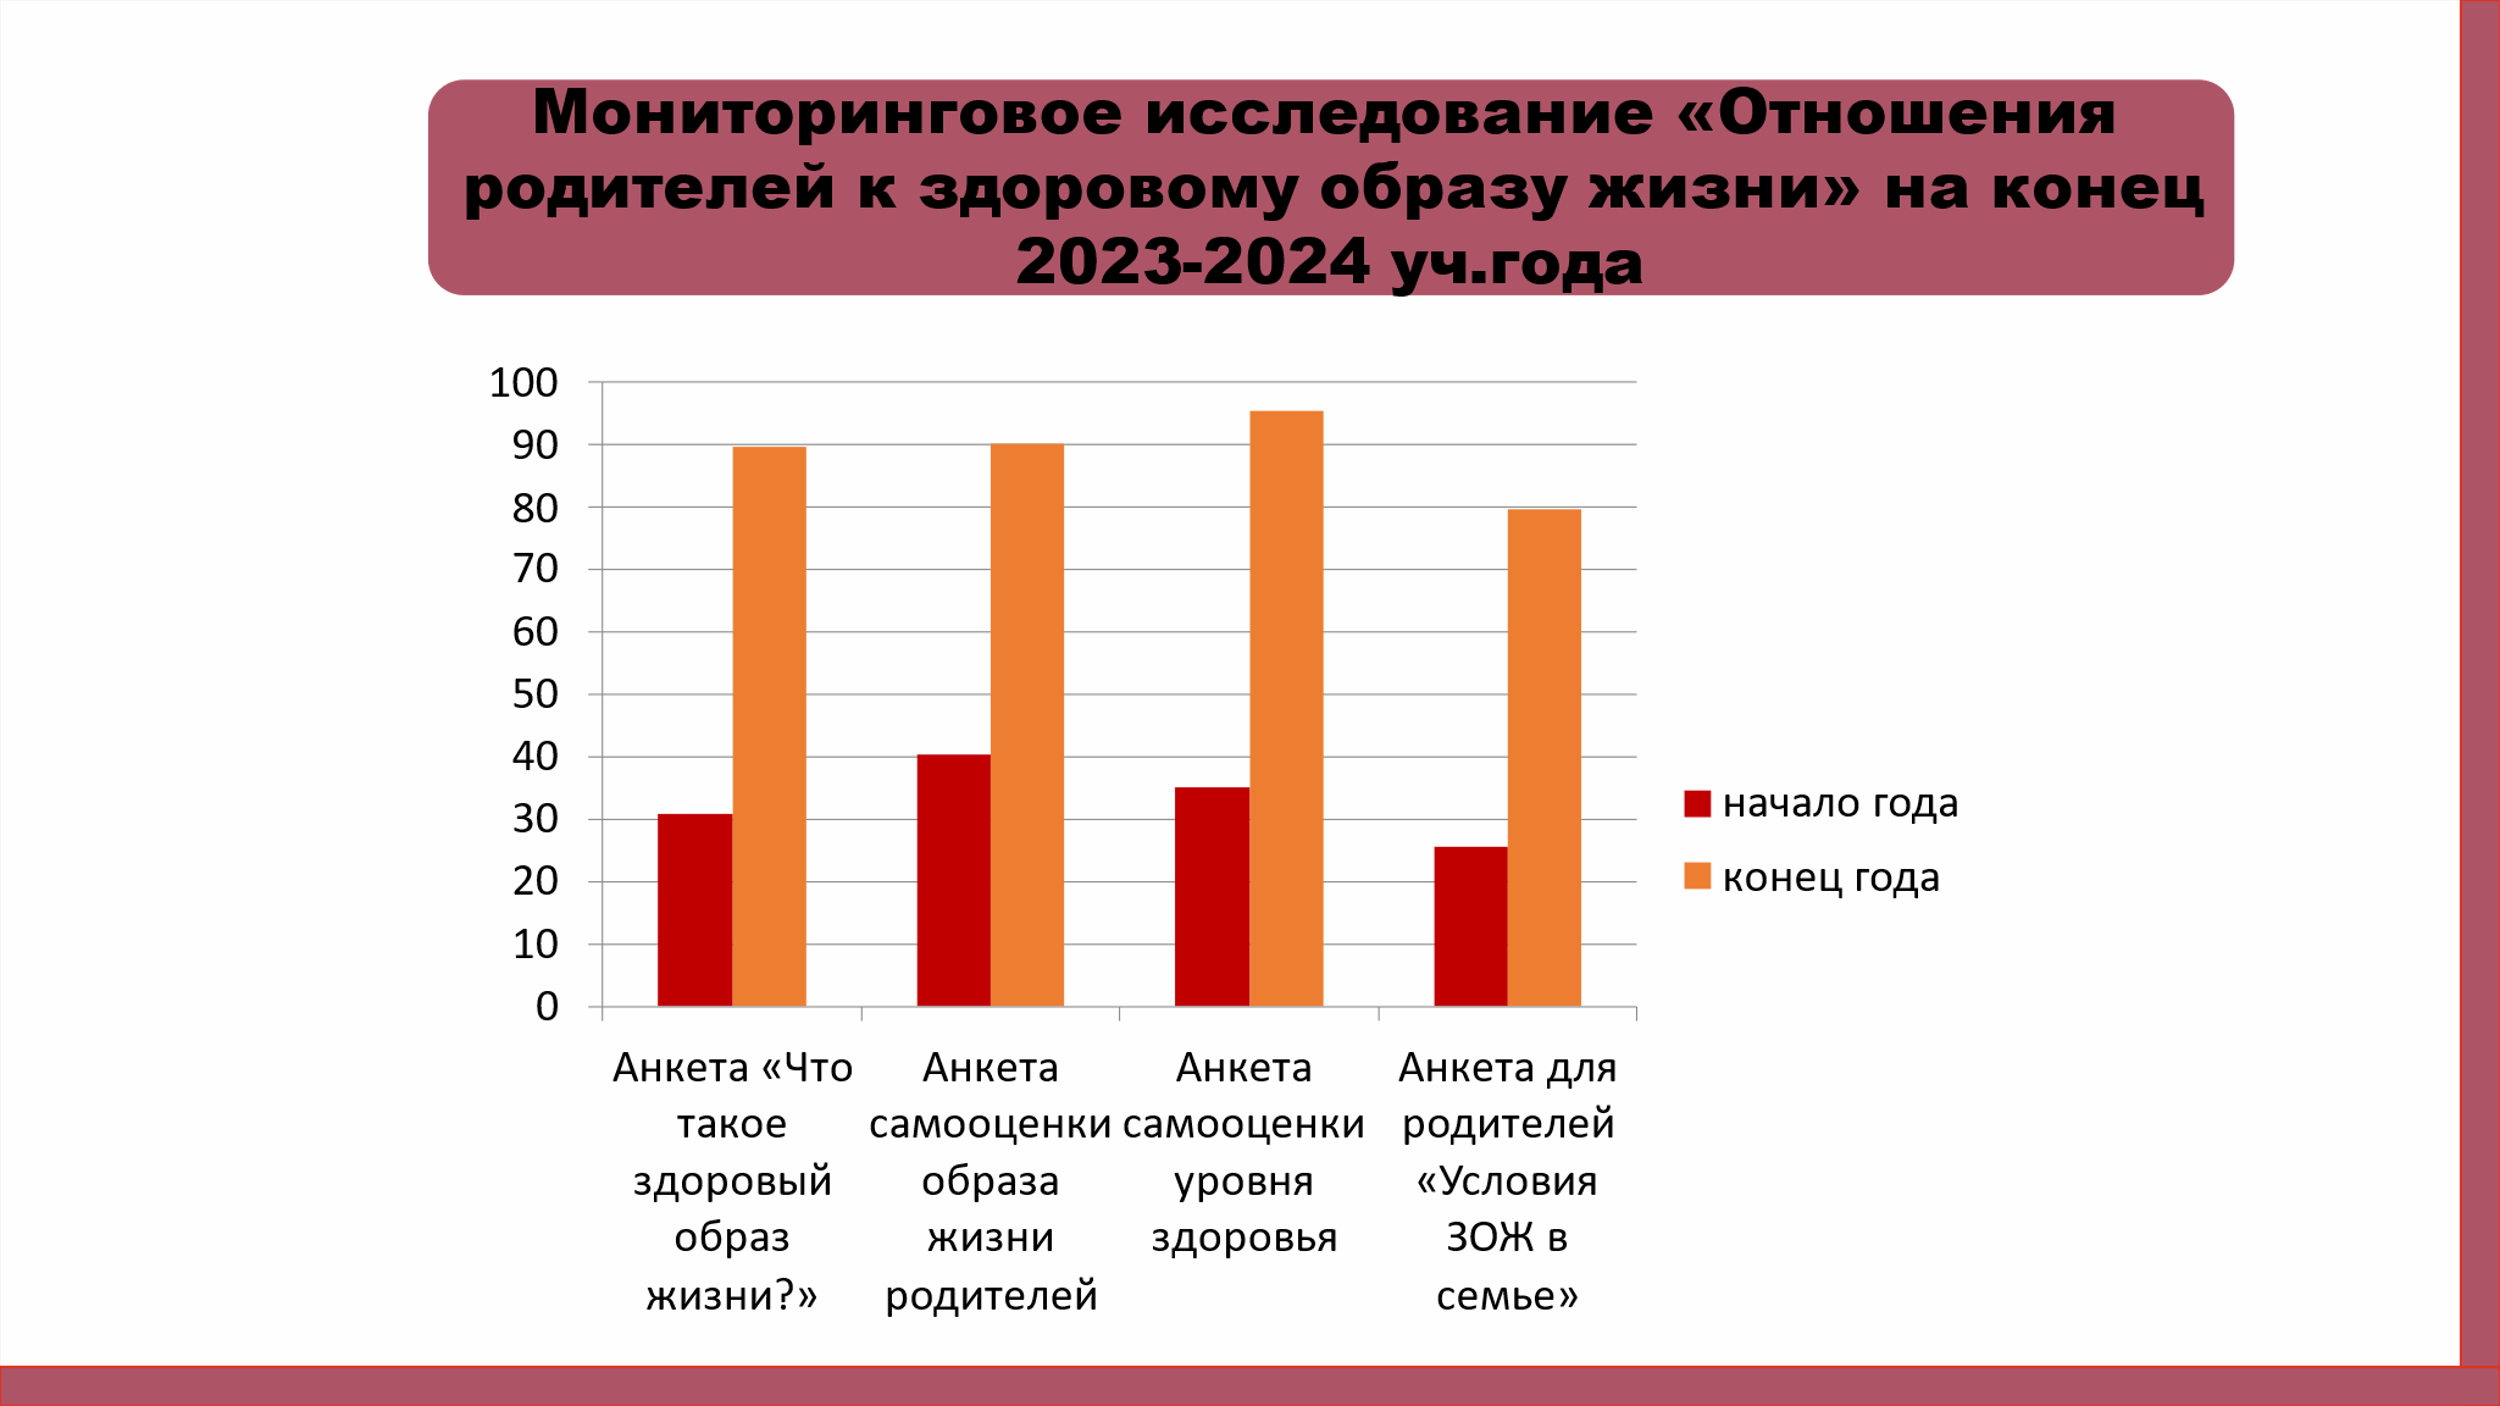 Мониторинговое исследование «Отношения
родителей к здоровому образу жизни» на конец
2023-2024 уч.года
100
90
80
70
60
50
40
30
20
10
0
начало года
конец года
Анкета «Что
такое
здоровый
образ
жизни?»
Анкета
самооценки
образа
жизни
родителей
Анкета
самооценки
уровня
здоровья
Анкета для
родителей
«Условия
ЗОЖ в
семье»